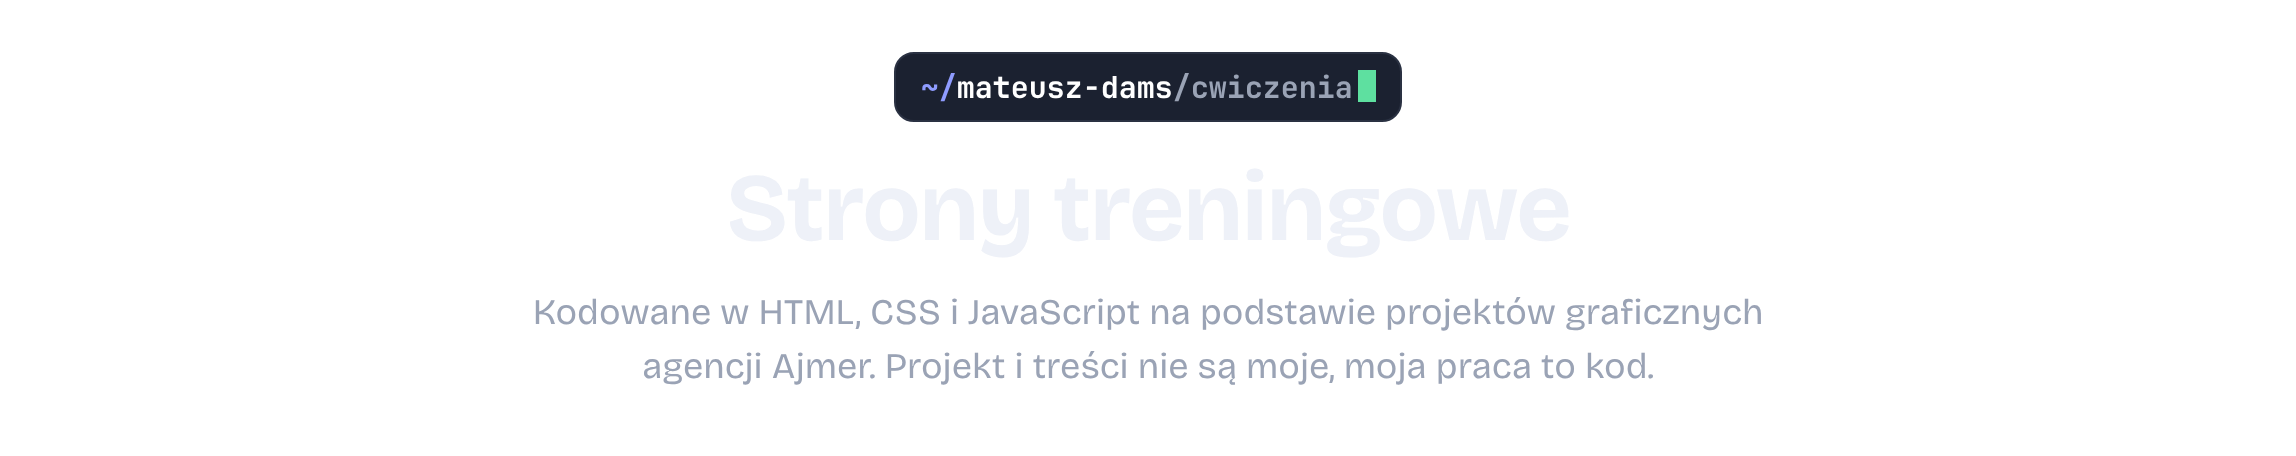 ~/mateusz-dams/cwiczenia
Strony treningowe
Kodowane w HTML, CSS i JavaScript na podstawie projektów graficznych
agencji Ajmer. Projekt i treści nie są moje, moja praca to kod.